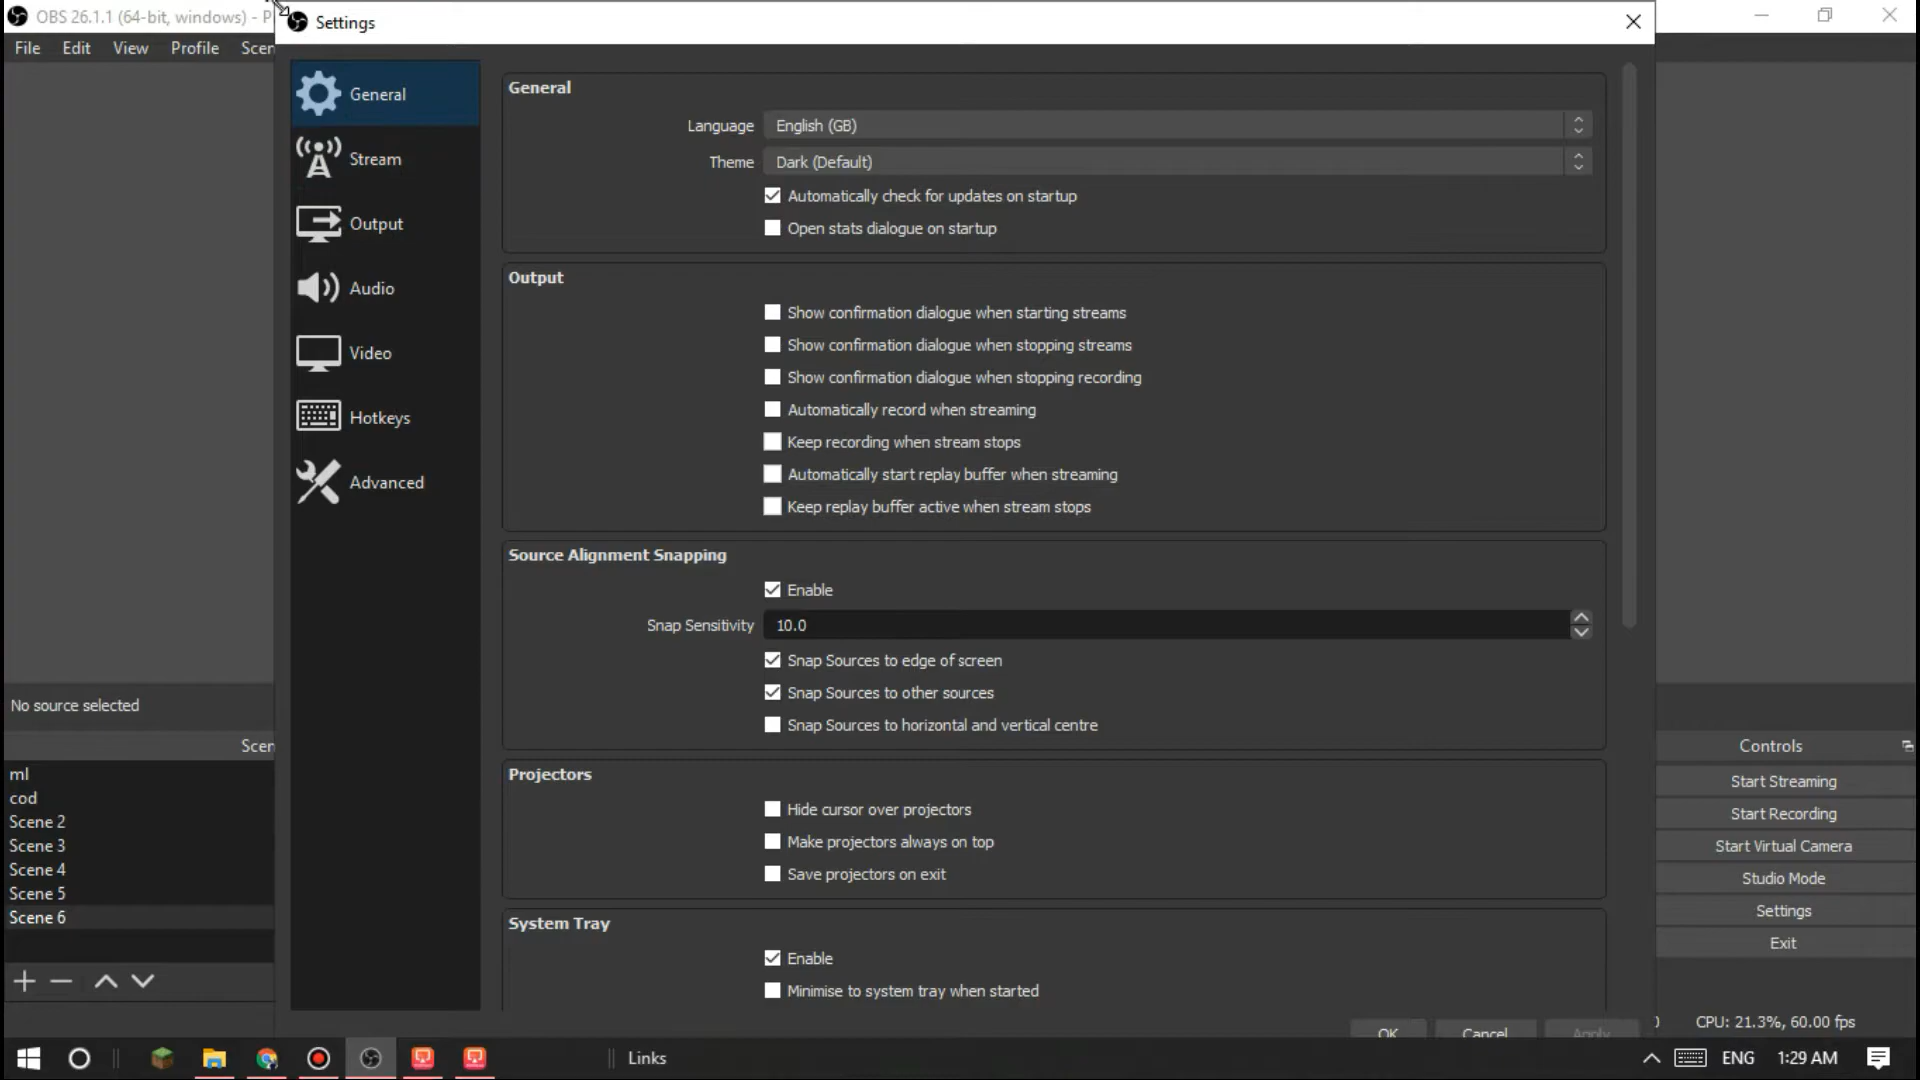 OBS 26.1.1 (64-bit, windows) - P
Settings
File Edit View Profile Scen
General
Stream
Output
Audio
Video
Hotkeys
Advanced
General
Language English (GB)
Theme Dark (Default)
Automatically check for updates on startup
Open stats dialogue on startup
Output
Show confirmation dialogue when starting streams
Show confirmation dialogue when stopping streams
Show confirmation dialogue when stopping recording
Automatically record when streaming
Keep recording when stream stops
Automatically start replay buffer when streaming
Keep replay buffer active when stream stops
Source Alignment Snapping
Enable
Snap Sensitivity 10.0
Snap Sources to edge of screen
Snap Sources to other sources
Snap Sources to horizontal and vertical centre
Projectors
Hide cursor over projectors
Make projectors always on top
Save projectors on exit
System Tray
Enable
Minimise to system tray when started
OK Cancel Apply
No source selected
Scen
ml
cod
Scene 2
Scene 3
Scene 4
Scene 5
Scene 6
Controls
Start Streaming
Start Recording
Start Virtual Camera
Studio Mode
Settings
Exit
CPU: 21.3%, 60.00 fps
Links
ENG 1:29 AM